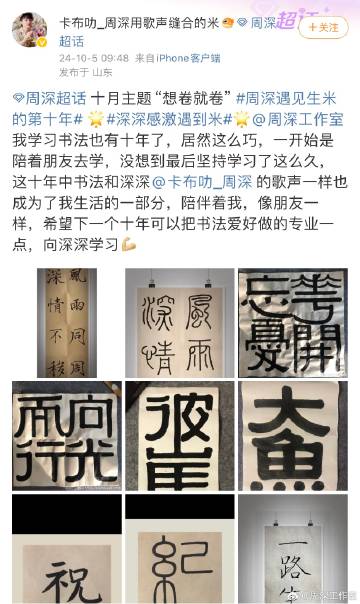 卡布叻_周深用歌声缝合的米
周深
超话
+关注
24-10-5 09:48 来自iPhone客户端
发布于 山东
周深超话 十月主题“想卷就卷”#周深遇见生米
的第十年# 🌟#深深感激遇到米#🌟@周深工作室
我学习书法也有十年了，居然这么巧，一开始是
陪着朋友去学，没想到最后坚持学习了这么久，
这十年中书法和深深@卡布叻_周深 的歌声一样也
成为了我生活的一部分，陪伴着我，像朋友一
样，希望下一个十年可以把书法爱好做的专业一
点，向深深学习💪
風雨同周
深情不移
風雨
深情
華開
忘憂
向光
而行
彼岸
大魚
祝
紀
一路生
@周深工作室